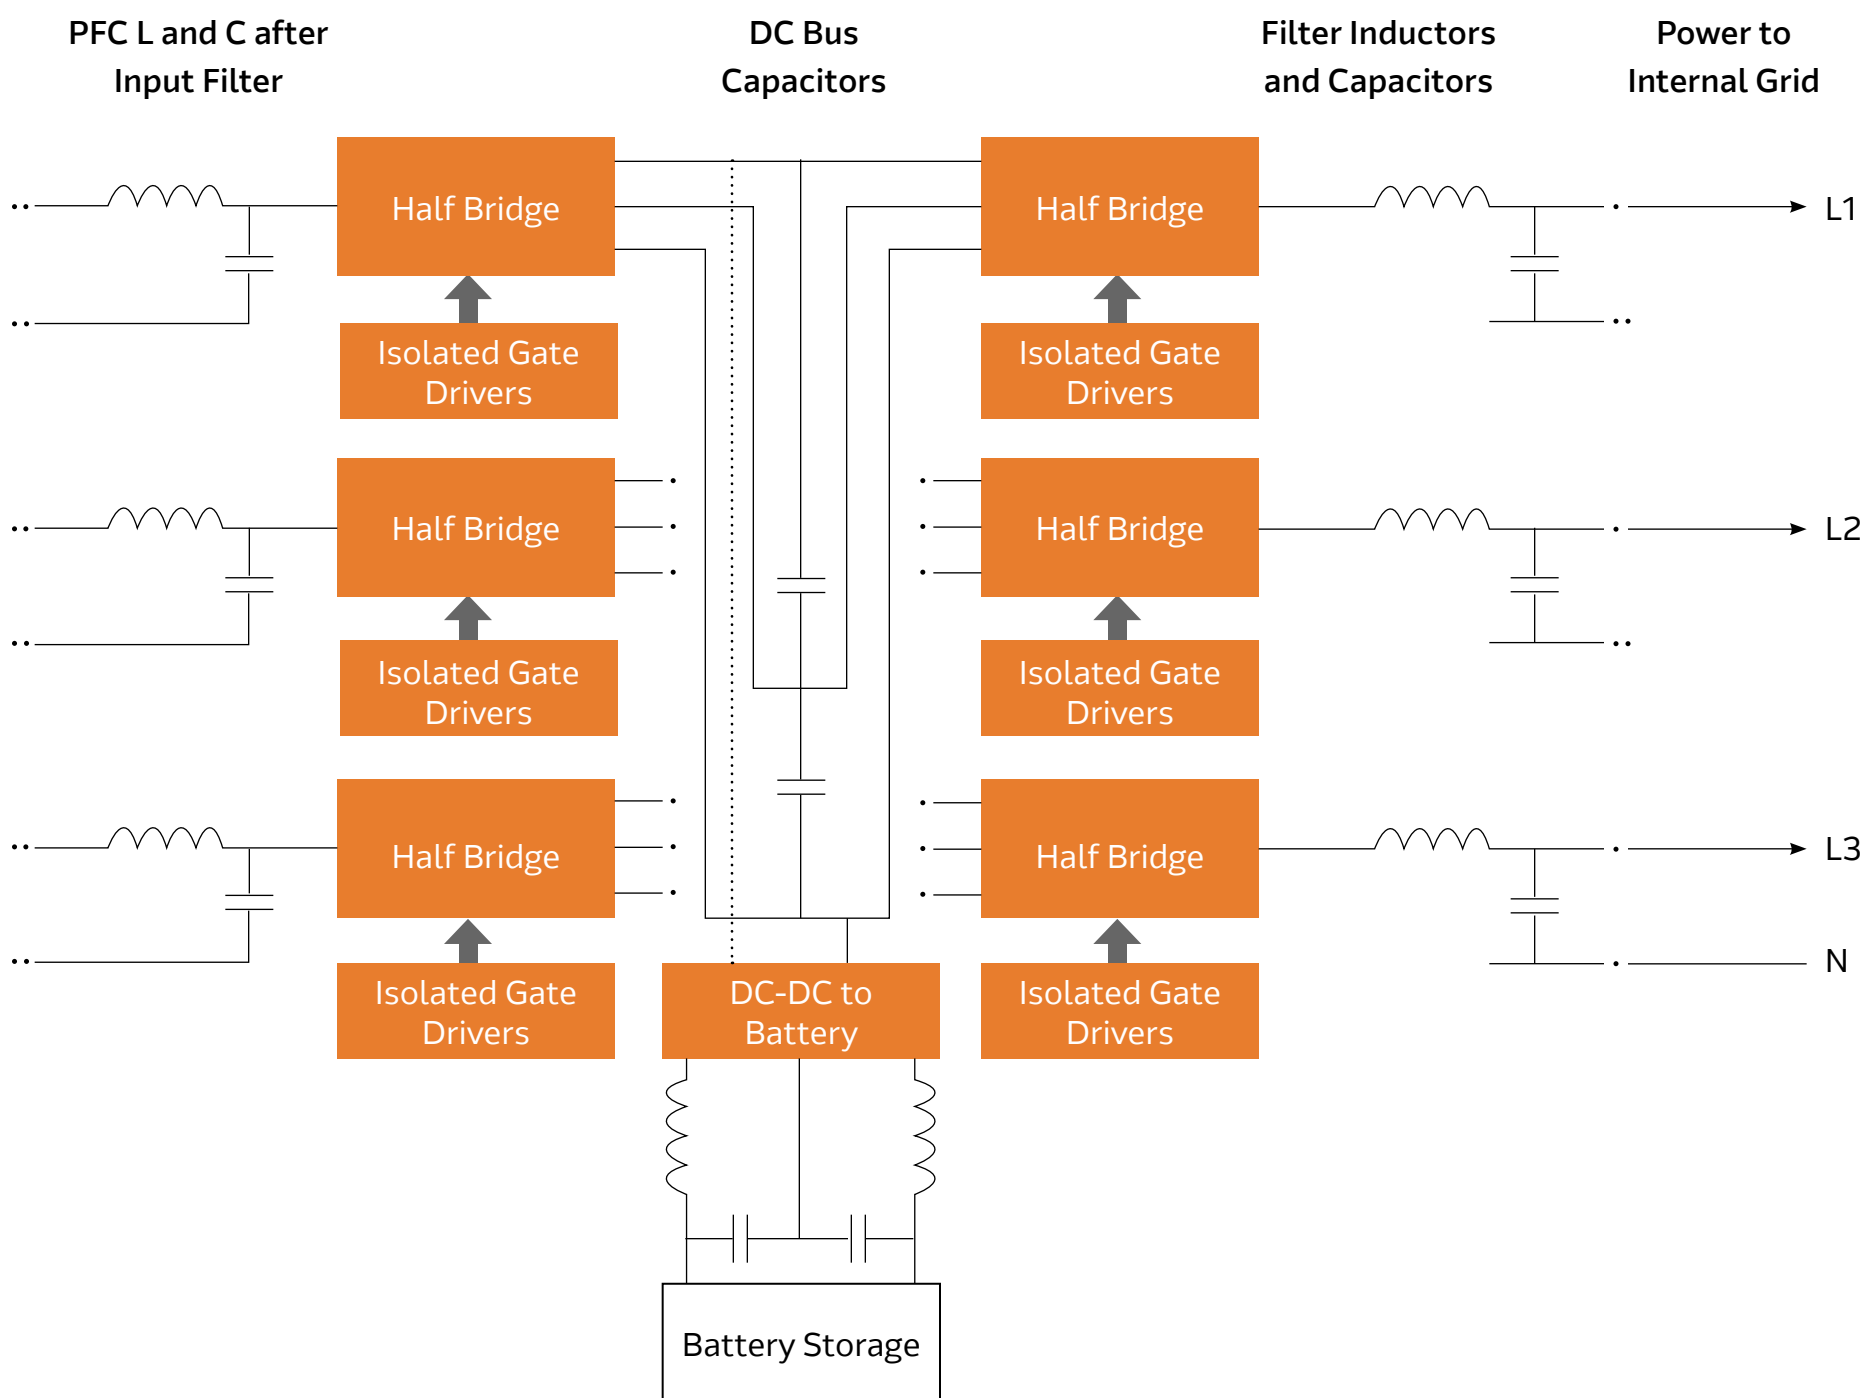 PFC L and C after
Input Filter
DC Bus
Capacitors
Filter Inductors
and Capacitors
Power to
Internal Grid
Half Bridge
Half Bridge
L1
Isolated Gate
Drivers
Isolated Gate
Drivers
Half Bridge
Half Bridge
L2
Isolated Gate
Drivers
Isolated Gate
Drivers
Half Bridge
Half Bridge
L3
N
Isolated Gate
Drivers
DC-DC to
Battery
Isolated Gate
Drivers
Battery Storage